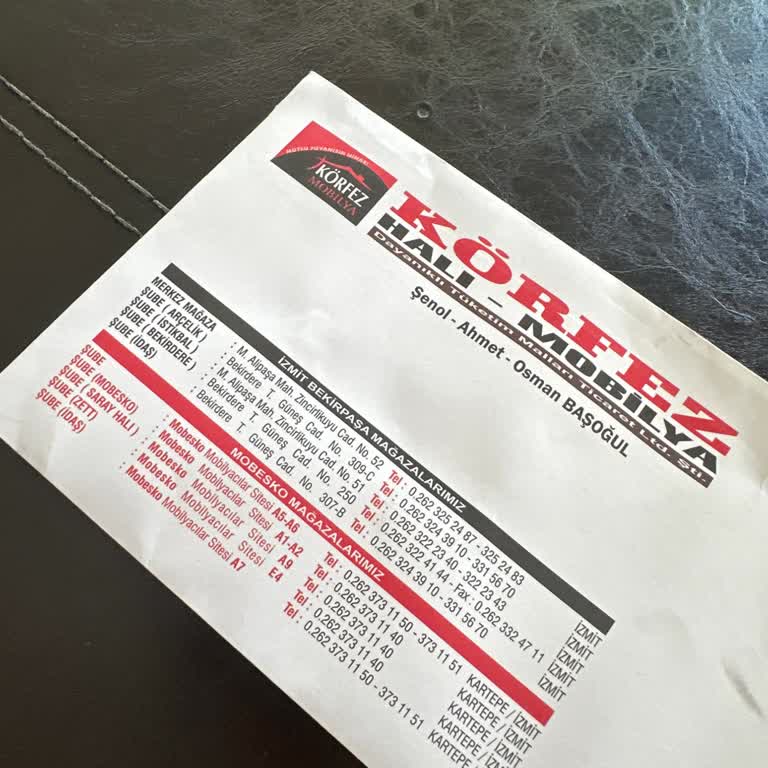 MUTLU YUVANIZIN MİMARI
KÖRFEZ
MOBİLYA
KÖRFEZ
HALI - MOBİLYA
Dayanıklı Tüketim Malları Ticaret Ltd. Şti.
Şenol - Ahmet - Osman BAŞOĞUL
İZMİT BEKİRPAŞA MAĞAZALARIMIZ
MERKEZ MAĞAZA : M. Alipaşa Mah. Zincirlikuyu Cad. No. 52 Tel : 0.262 325 24 87 - 325 24 83 İZMİT
ŞUBE ( ARÇELİK ) : Bekirdere T. Güneş Cad. No. 309-C Tel : 0.262 324 39 10 - 331 56 70 İZMİT
ŞUBE ( İSTİKBAL ) : M. Alipaşa Mah. Zincirlikuyu Cad. No. 51 Tel : 0.262 322 23 40 - 322 23 43 İZMİT
ŞUBE ( BEKİRDERE ) : Bekirdere T. Güneş Cad. No. 250 Tel : 0.262 322 41 44 - Fax: 0.262 332 47 11 İZMİT
ŞUBE (İDAŞ) : Bekirdere T. Güneş Cad. No. 307-B Tel : 0.262 324 39 10 - 331 56 70 İZMİT
MOBESKO MAĞAZALARIMIZ
ŞUBE : Mobesko Mobilyacılar Sitesi A5-A6 Tel : 0.262 373 11 50 - 373 11 51 KARTEPE / İZMİT
ŞUBE (MOBESKO) : Mobesko Mobilyacılar Sitesi A1-A2 Tel : 0.262 373 11 40 KARTEPE / İZMİT
ŞUBE ( SARAY HALI ) : Mobesko Mobilyacılar Sitesi A9 Tel : 0.262 373 11 40 KARTEPE / İZMİT
ŞUBE (ZETT) : Mobesko Mobilyacılar Sitesi E4 Tel : 0.262 373 11 40 KARTEPE / İZMİT
ŞUBE (İDAŞ) : Mobesko Mobilyacılar Sitesi A7 Tel : 0.262 373 11 50 - 373 11 51 KARTEPE